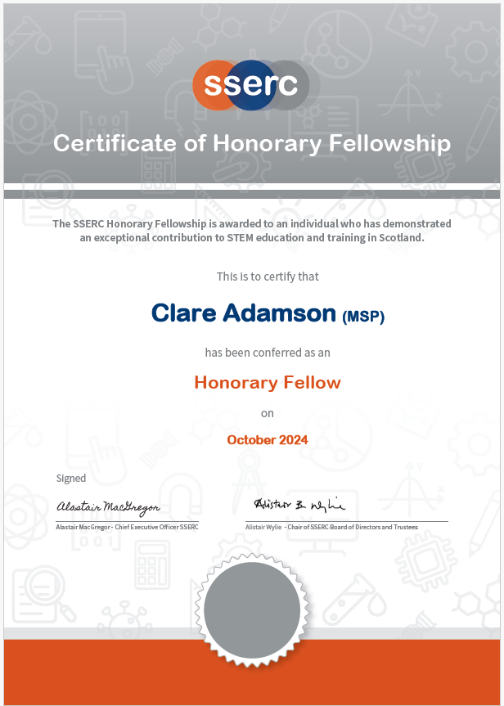 sserc
Certificate of Honorary Fellowship
The SSERC Honorary Fellowship is awarded to an individual who has demonstrated
an exceptional contribution to STEM education and training in Scotland.
This is to certify that
Clare Adamson (MSP)
has been conferred as an
Honorary Fellow
on
October 2024
Signed
Alastair MacGregor
Alistair B Wylie
Alastair MacGregor - Chief Executive Officer SSERC
Alistair Wylie - Chair of SSERC Board of Directors and Trustees